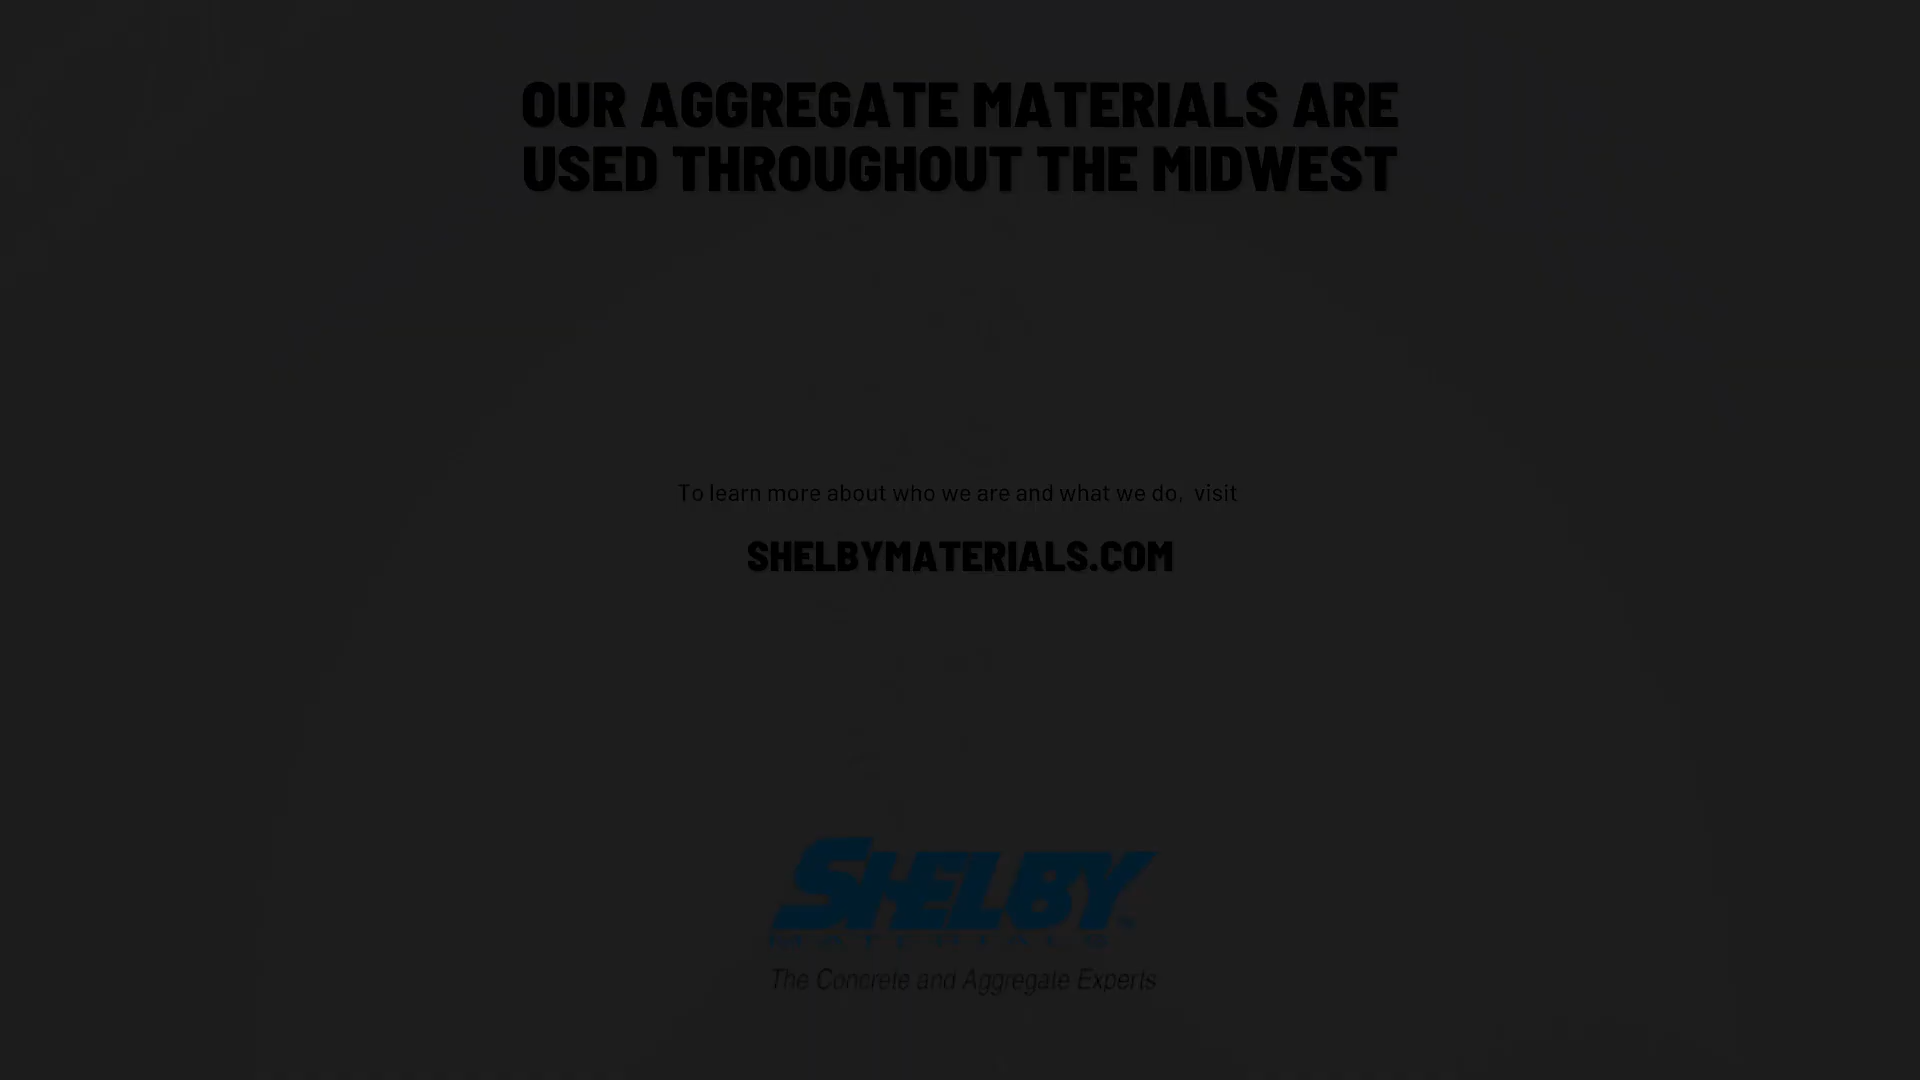 OUR AGGREGATE MATERIALS ARE
USED THROUGHOUT THE MIDWEST
To learn more about who we are and what we do, visit
SHELBYMATERIALS.COM
SHELBY
MATERIALS
The Concrete and Aggregate Experts